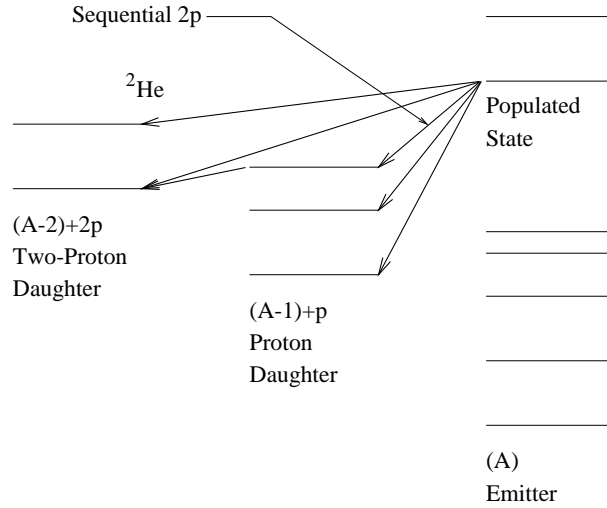 Sequential 2p
²He
Populated
State
(A-2)+2p
Two-Proton
Daughter
(A-1)+p
Proton
Daughter
(A)
Emitter